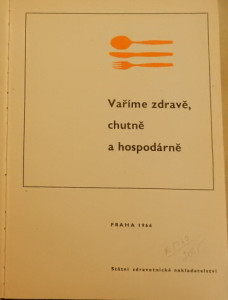 Vaříme zdravě,
chutně
a hospodárně
PRAHA 1966
Státní zdravotnické nakladatelství